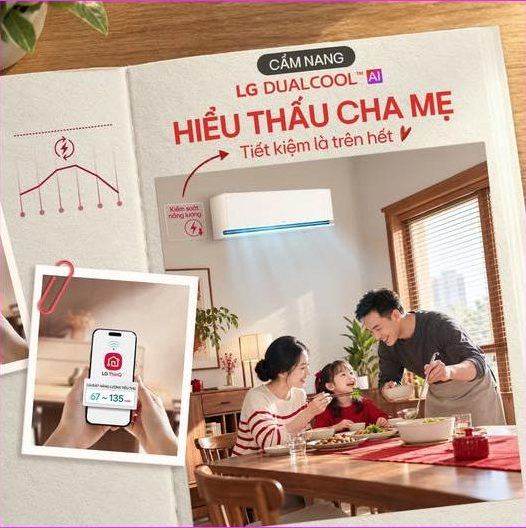 CẨM NANG
LG DUALCOOL™ AI
HIỂU THẤU CHA MẸ
Tiết kiệm là trên hết
Kiểm soát
năng lượng
LG ThinQ
67 ~ 135